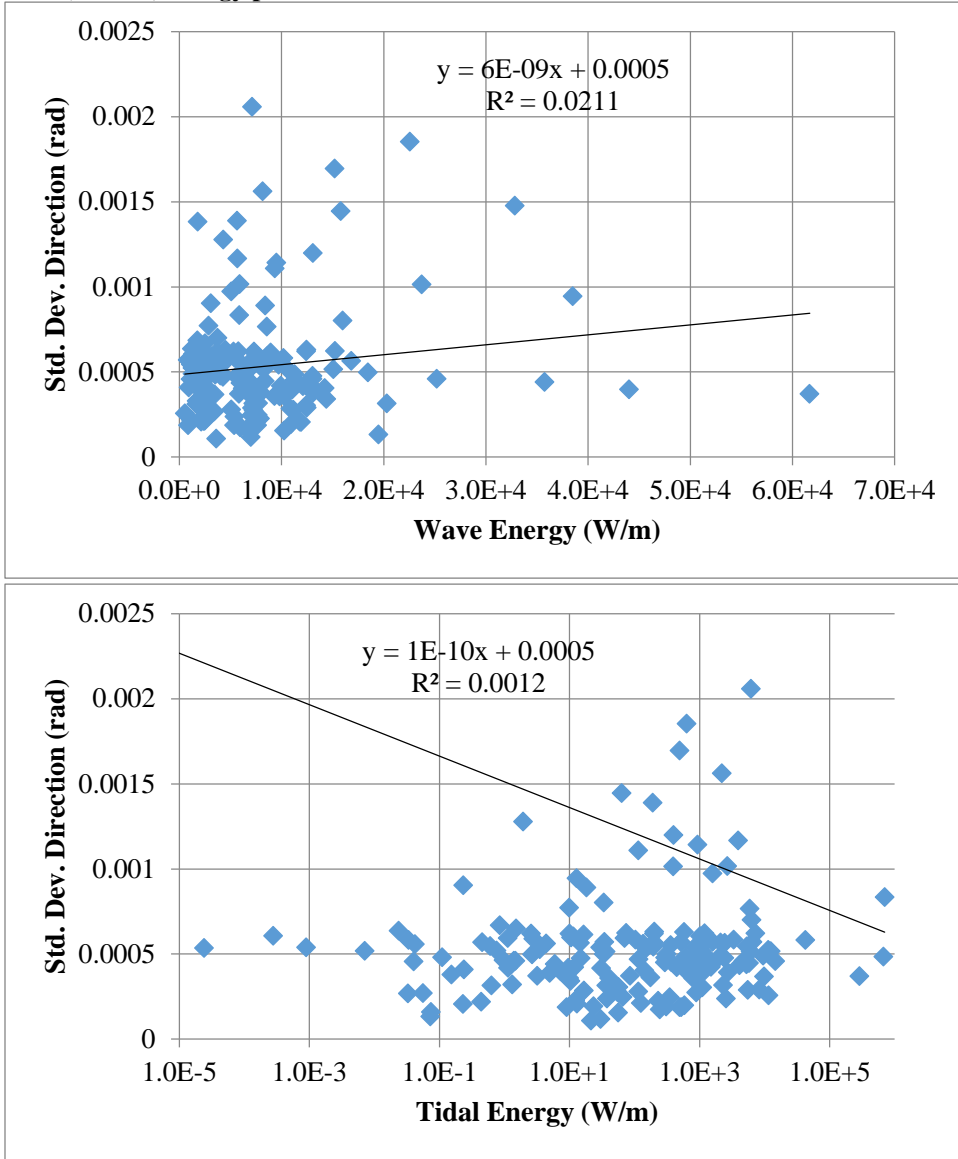 0.0025
y = 6E-09x + 0.0005
R² = 0.0211
0.002
0.0015
0.001
0.0005
0
Std. Dev. Direction (rad)
0.0E+0 1.0E+4 2.0E+4 3.0E+4 4.0E+4 5.0E+4 6.0E+4 7.0E+4
Wave Energy (W/m)
0.0025
y = 1E-10x + 0.0005
R² = 0.0012
0.002
0.0015
0.001
0.0005
0
Std. Dev. Direction (rad)
1.0E-5 1.0E-3 1.0E-1 1.0E+1 1.0E+3 1.0E+5
Tidal Energy (W/m)